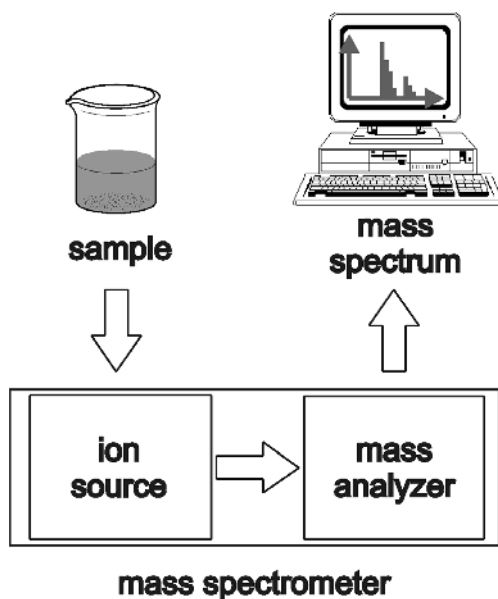 sample
mass
spectrum
ion
source
mass
analyzer
mass spectrometer